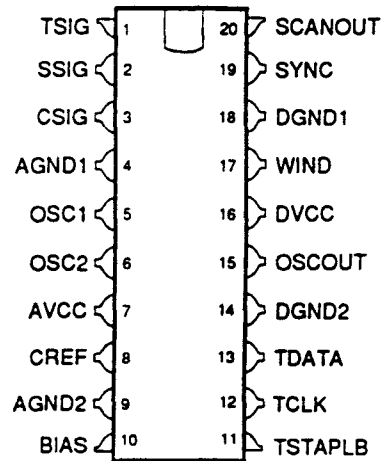 TSIG 1 20 SCANOUT
SSIG 2 19 SYNC
CSIG 3 18 DGND1
AGND1 4 17 WIND
OSC1 5 16 DVCC
OSC2 6 15 OSCOUT
AVCC 7 14 DGND2
CREF 8 13 TDATA
AGND2 9 12 TCLK
BIAS 10 11 TSTAPLB